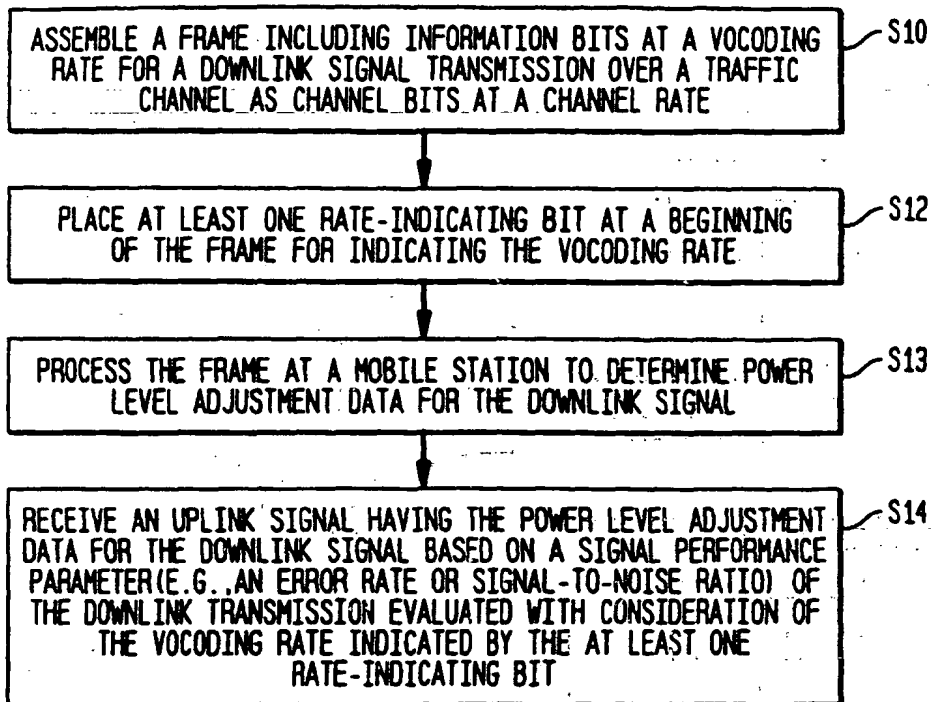 ASSEMBLE A FRAME INCLUDING INFORMATION BITS AT A VOCODING
RATE FOR A DOWNLINK SIGNAL TRANSMISSION OVER A TRAFFIC
CHANNEL AS CHANNEL BITS AT A CHANNEL RATE
S10
PLACE AT LEAST ONE RATE-INDICATING BIT AT A BEGINNING
OF THE FRAME FOR INDICATING THE VOCODING RATE
S12
PROCESS THE FRAME AT A MOBILE STATION TO DETERMINE POWER
LEVEL ADJUSTMENT DATA FOR THE DOWNLINK SIGNAL
S13
RECEIVE AN UPLINK SIGNAL HAVING THE POWER LEVEL ADJUSTMENT
DATA FOR THE DOWNLINK SIGNAL BASED ON A SIGNAL PERFORMANCE
PARAMETER(E.G.,AN ERROR RATE OR SIGNAL-TO-NOISE RATIO) OF
THE DOWNLINK TRANSMISSION EVALUATED WITH CONSIDERATION OF
THE VOCODING RATE INDICATED BY THE AT LEAST ONE
RATE-INDICATING BIT
S14